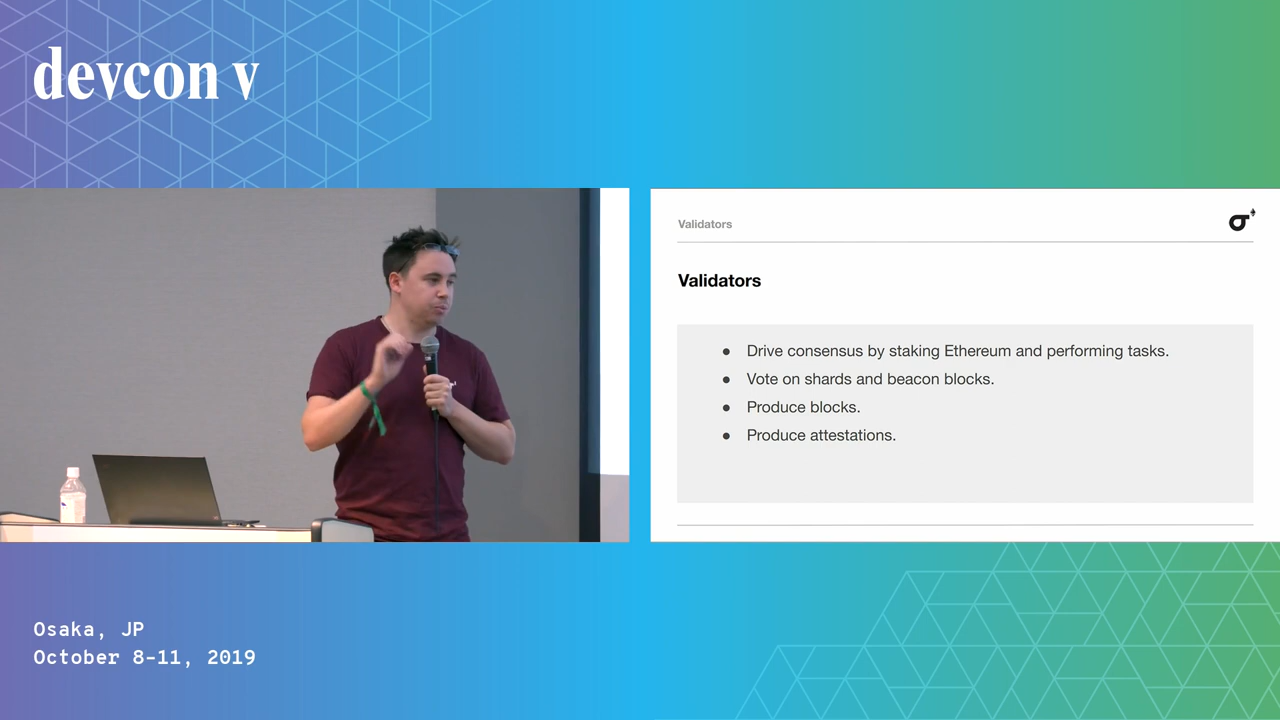 devcon v
Validators
Validators
● Drive consensus by staking Ethereum and performing tasks.
● Vote on shards and beacon blocks.
● Produce blocks.
● Produce attestations.
Osaka, JP
October 8-11, 2019